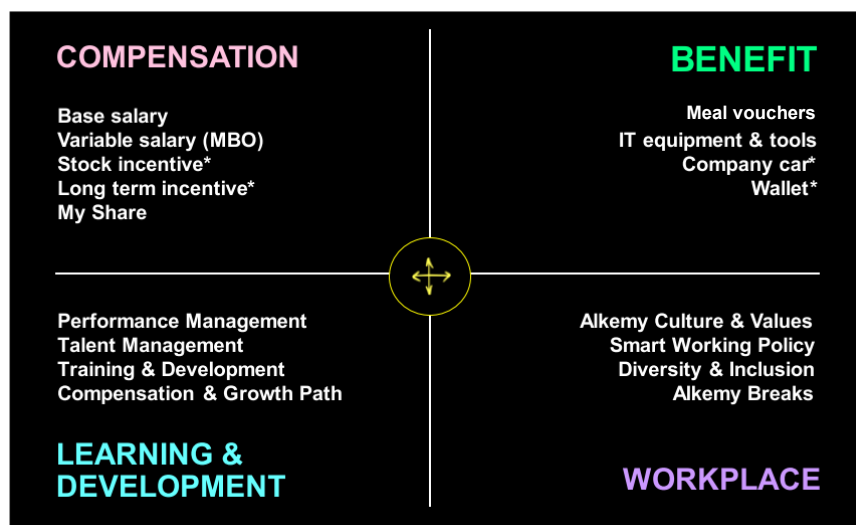 COMPENSATION
Base salary
Variable salary (MBO)
Stock incentive*
Long term incentive*
My Share
BENEFIT
Meal vouchers
IT equipment & tools
Company car*
Wallet*
Performance Management
Talent Management
Training & Development
Compensation & Growth Path
LEARNING &
DEVELOPMENT
Alkemy Culture & Values
Smart Working Policy
Diversity & Inclusion
Alkemy Breaks
WORKPLACE